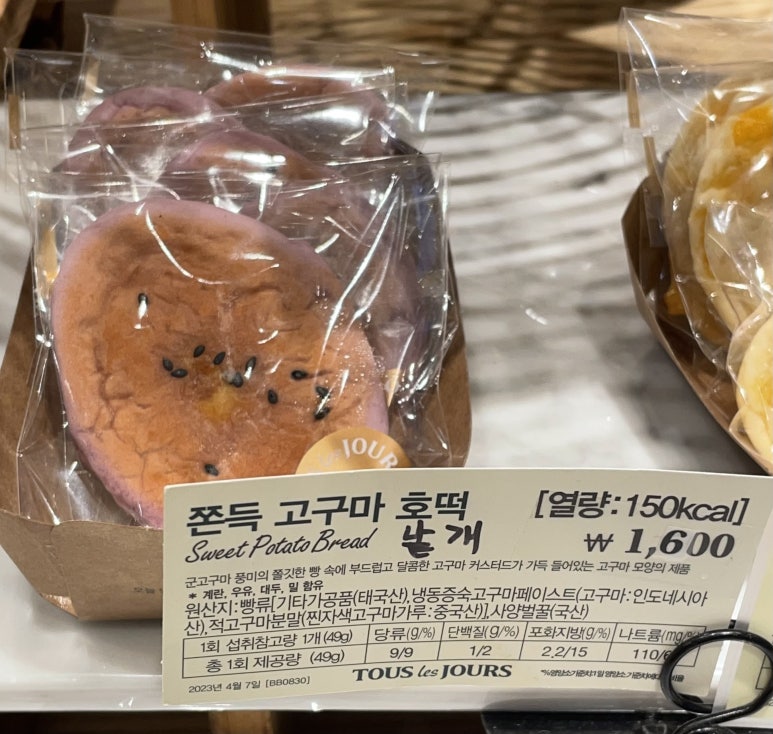 les JOUR
쫀득 고구마 호떡
[열량:150kcal]
Sweet Potato Bread
낱개
₩ 1,600
군고구마 풍미의 쫄깃한 빵 속에 부드럽고 달콤한 고구마 커스터드가 가득 들어있는 고구마 모양의 제품
* 계란, 우유, 대두, 밀 함유
원산지:빵류[기타가공품(태국산),냉동증숙고구마페이스트(고구마:인도네시아
산),적고구마분말(찐자색고구마가루:중국산)],사양벌꿀(국산)
1회 섭취참고량 1개(49g) 당류(g/%) 단백질(g/%) 포화지방(g/%) 나트륨(mg/%)
총 1회 제공량 (49g) 9/9 1/2 2.2/15 110/
TOUS les JOURS
2023년 4월 7일 [BB0830]